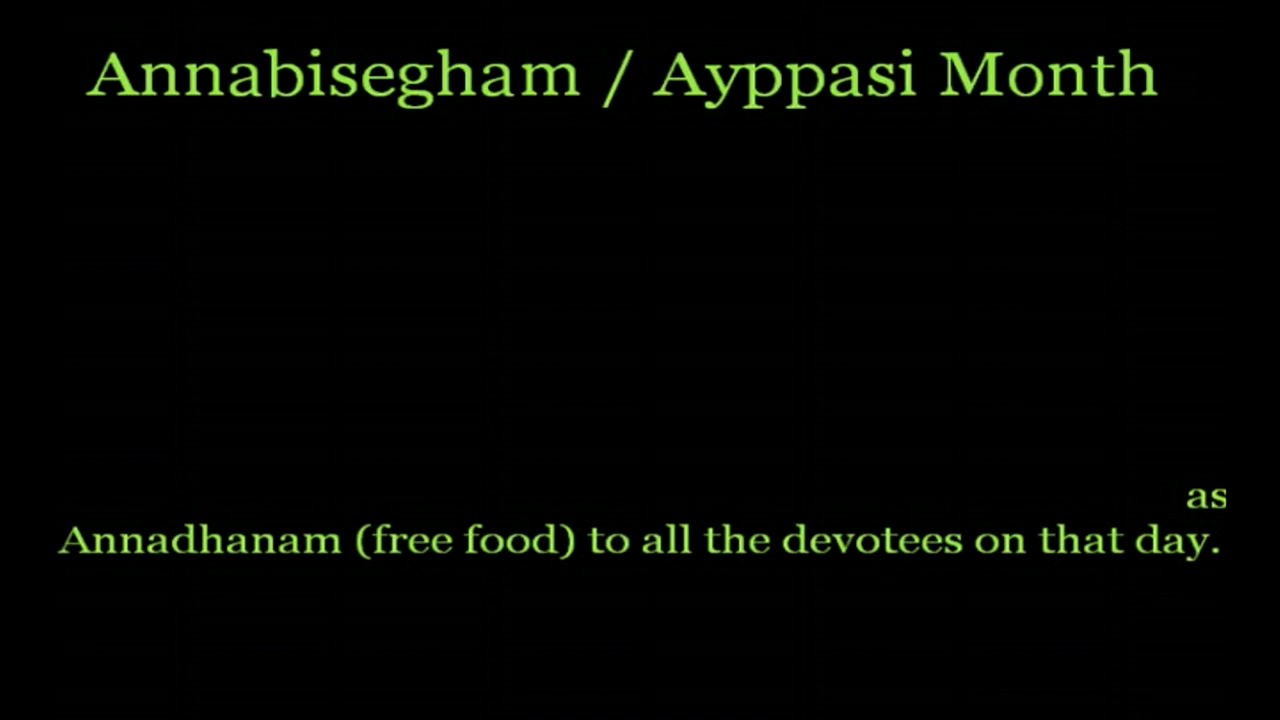 Annabisegham / Ayppasi Month
as
Annadhanam (free food) to all the devotees on that day.